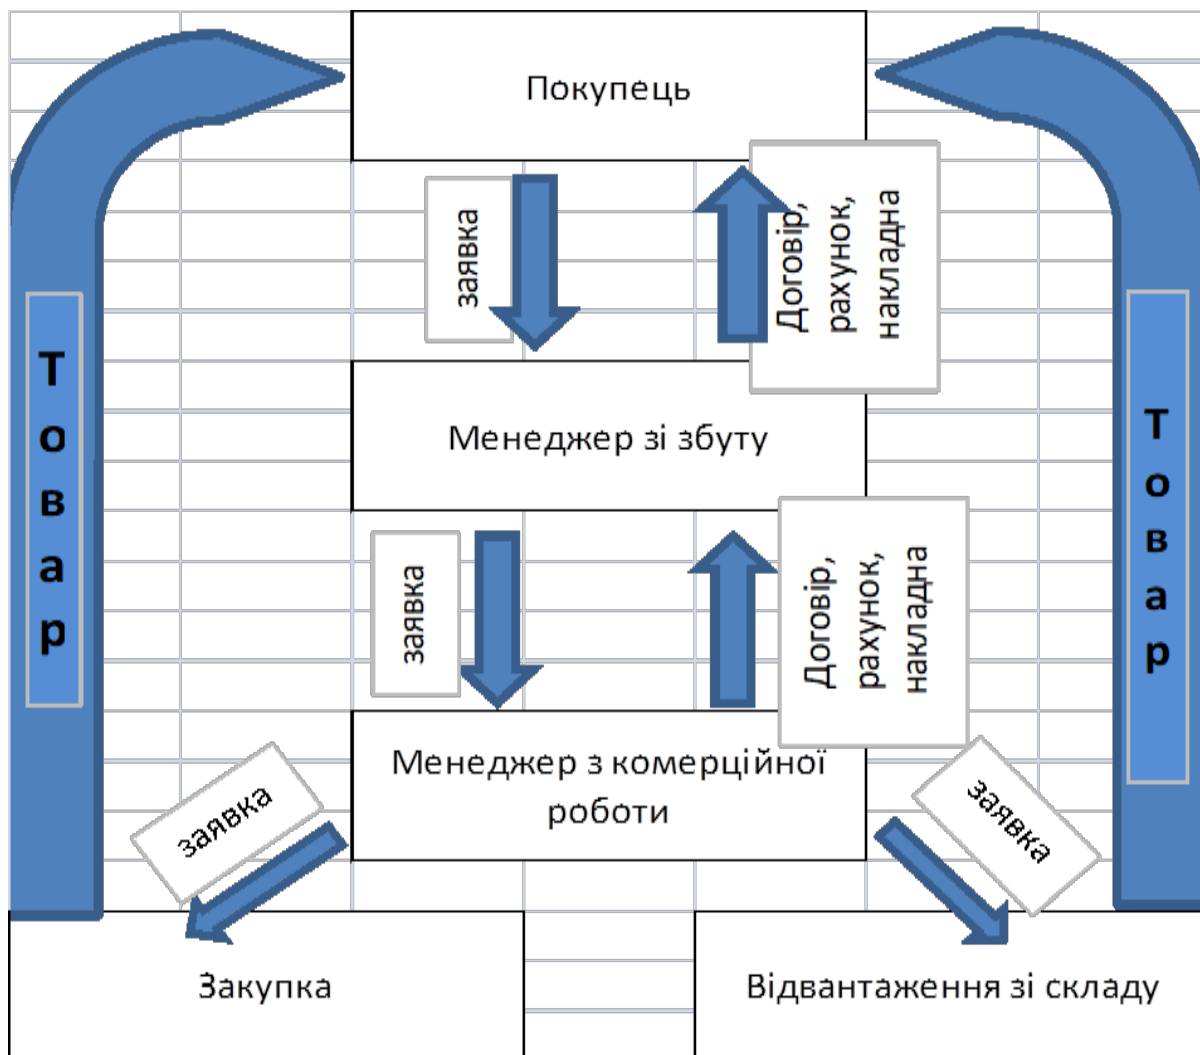 Покупець
заявка
Договір,
рахунок,
накладна
Товар
Менеджер зі збуту
Товар
заявка
Договір,
рахунок,
накладна
Менеджер з комерційної
роботи
заявка
заявка
Закупка
Відвантаження зі складу